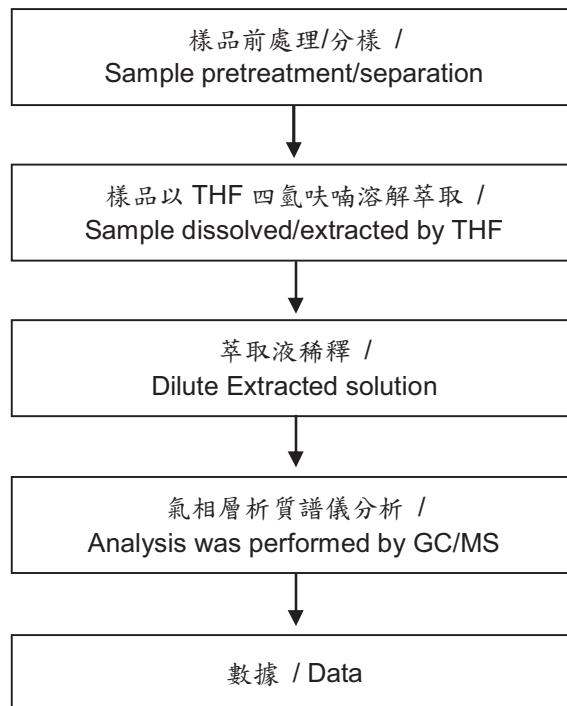 樣品前處理/分樣 /
Sample pretreatment/separation
樣品以 THF 四氫呋喃溶解萃取 /
Sample dissolved/extracted by THF
萃取液稀釋 /
Dilute Extracted solution
氣相層析質譜儀分析 /
Analysis was performed by GC/MS
數據 / Data